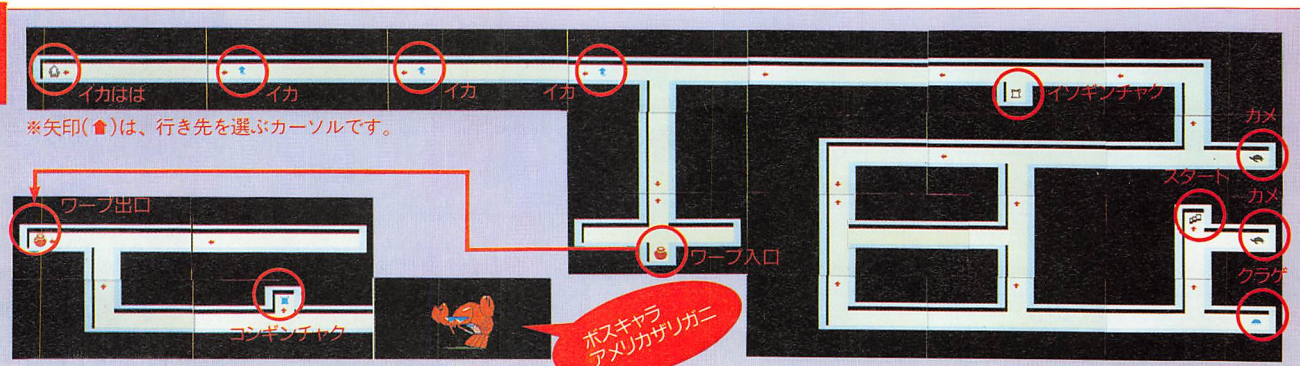 イカはは
イカ
イカ
イカ
イソギンチャク
カメ
※矢印(⬆)は、行き先を選ぶカーソルです。
スタート
カメ
ワープ出口
ワープ入口
クラゲ
コシギンチャク
ボスキャラ
アメリカザリガニ